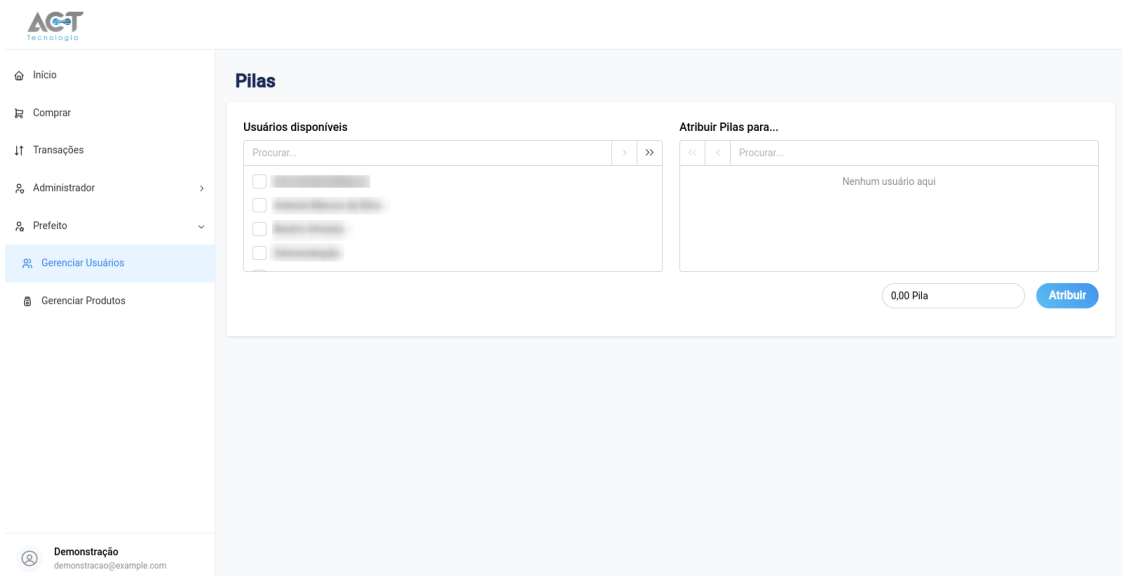 ACT
Tecnologia
Início
Comprar
Transações
Administrador
Prefeito
Gerenciar Usuários
Gerenciar Produtos
Demonstração
demonstracao@example.com
Pilas
Usuários disponíveis
Procurar...
Atribuir Pilas para...
Procurar...
Nenhum usuário aqui
0,00 Pila
Atribuir